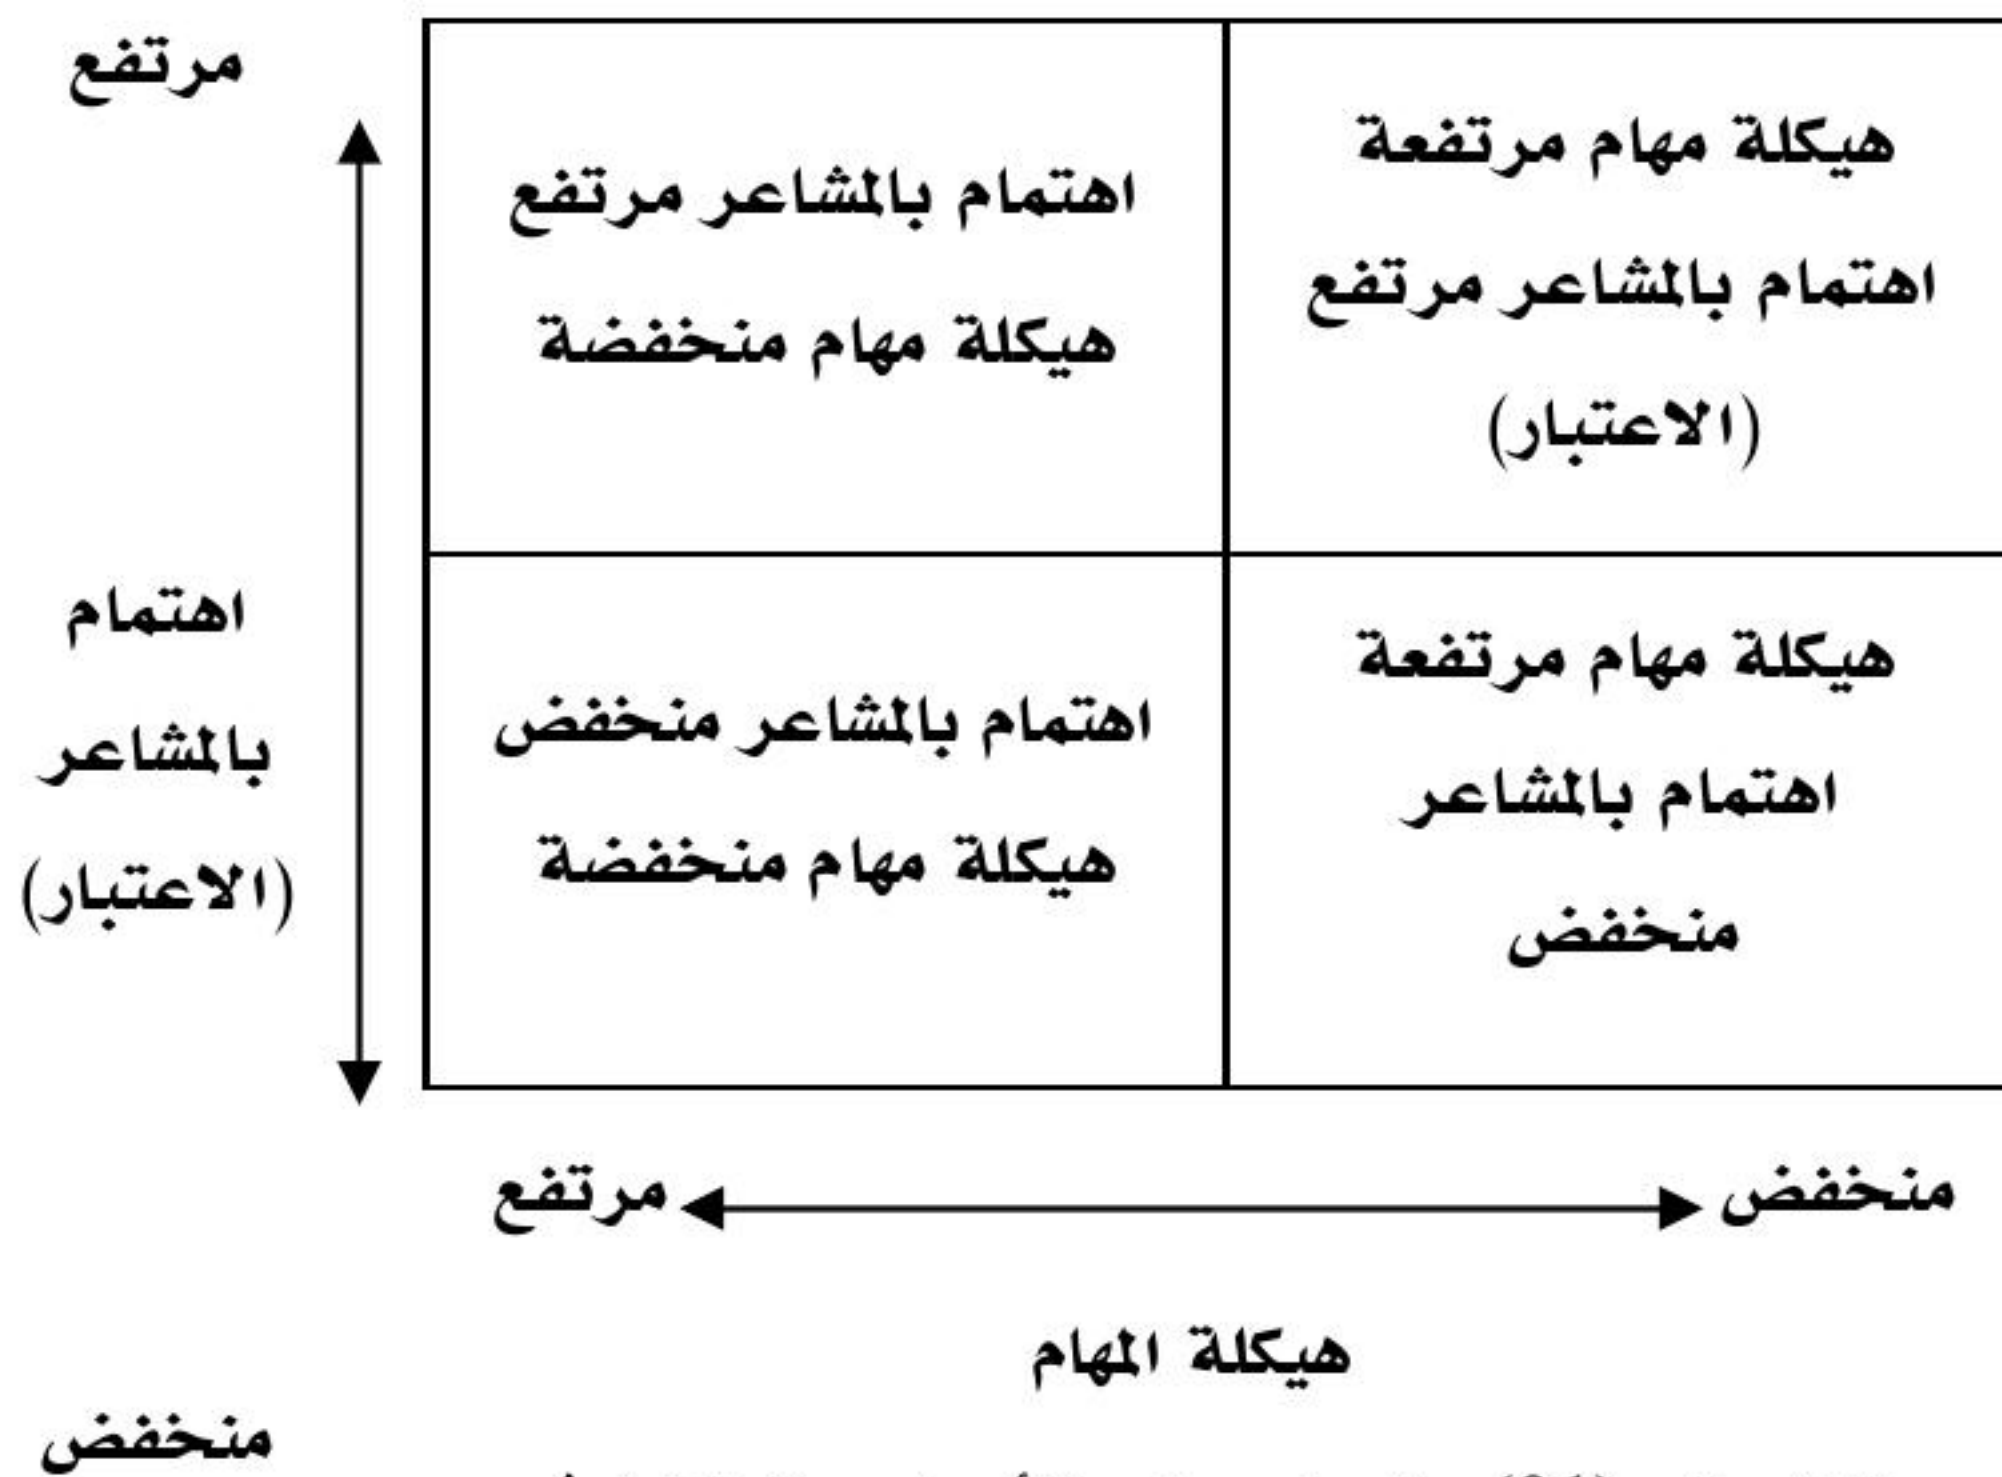 مرتفع
هيكلة مهام مرتفعة
اهتمام بالمشاعر مرتفع
(الاعتبار)
اهتمام بالمشاعر مرتفع
هيكلة مهام منخفضة
اهتمام
بالمشاعر
(الاعتبار)
هيكلة مهام مرتفعة
اهتمام بالمشاعر
منخفض
اهتمام بالمشاعر منخفض
هيكلة مهام منخفضة
منخفض
مرتفع
هيكلة المهام
منخفض